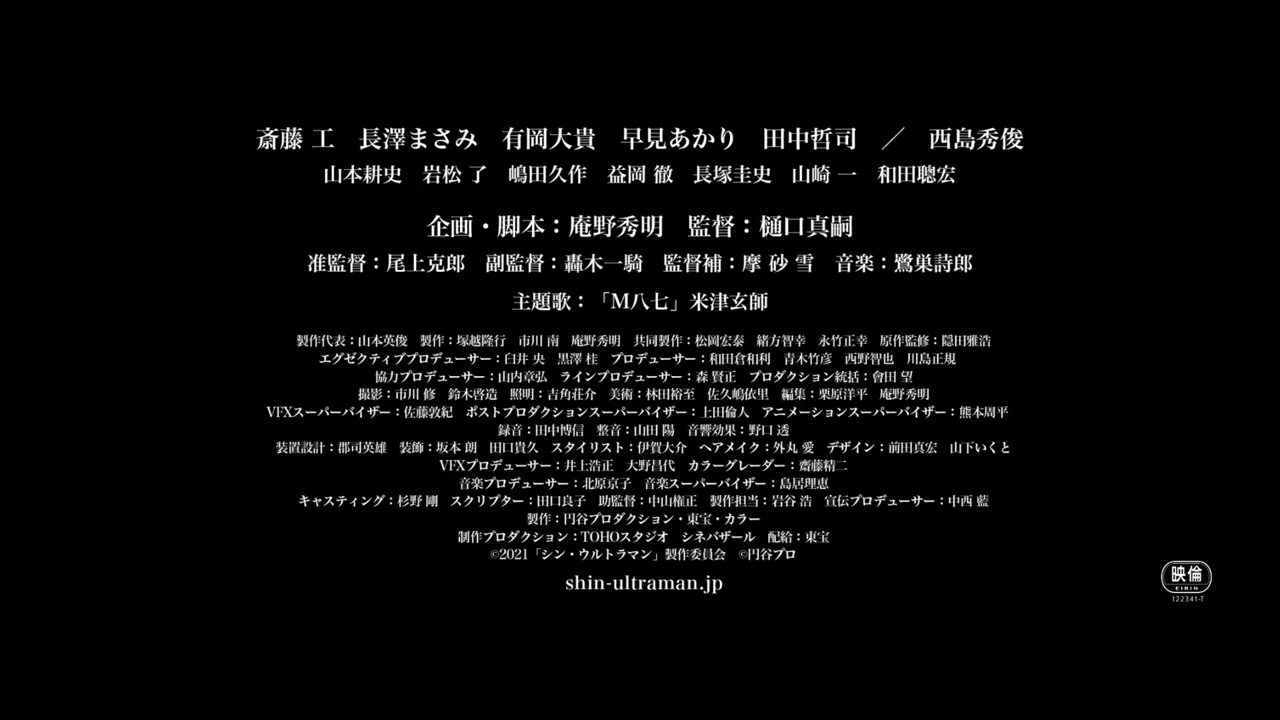 斎藤 工　長澤まさみ　有岡大貴　早見あかり　田中哲司　／　西島秀俊
山本耕史　岩松 了　嶋田久作　益岡 徹　長塚圭史　山崎 一　和田聰宏
企画・脚本：庵野秀明　監督：樋口真嗣
准監督：尾上克郎　副監督：轟木一騎　監督補：摩 砂 雪　音楽：鷺巣詩郎
主題歌：「M八七」米津玄師
製作代表：山本英俊　製作：塚越隆行　市川 南　庵野秀明　共同製作：松岡宏泰　緒方智幸　永竹正幸　原作監修：隠田雅浩
エグゼクティブプロデューサー：臼井 央　黒澤 桂　プロデューサー：和田倉和利　青木竹彦　西野智也　川島正規
協力プロデューサー：山内章弘　ラインプロデューサー：森 賢正　プロダクション統括：會田 望
撮影：市川 修　鈴木啓造　照明：吉角荘介　美術：林田裕至　佐久嶋依里　編集：栗原洋平　庵野秀明
VFXスーパーバイザー：佐藤敦紀　ポストプロダクションスーパーバイザー：上田倫人　アニメーションスーパーバイザー：熊本周平
録音：田中博信　整音：山田 陽　音響効果：野口 透
装置設計：郡司英雄　装飾：坂本 朗　田口貴久　スタイリスト：伊賀大介　ヘアメイク：外丸 愛　デザイン：前田真宏　山下いくと
VFXプロデューサー：井上浩正　大野昌代　カラーグレーダー：齋藤精二
音楽プロデューサー：北原京子　音楽スーパーバイザー：島居理恵
キャスティング：杉野 剛　スクリプター：田口良子　助監督：中山権正　製作担当：岩谷 浩　宣伝プロデューサー：中西 藍
製作：円谷プロダクション・東宝・カラー
制作プロダクション：TOHOスタジオ　シネバザール　配給：東宝
©2021「シン・ウルトラマン」製作委員会　©円谷プロ
shin-ultraman.jp
映倫
EIRIN
122341-T